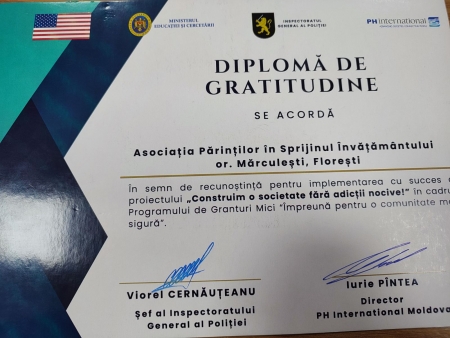 MINISTERUL
EDUCAȚIEI ȘI CERCETĂRII
INSPECTORATUL
GENERAL AL POLIȚIEI
PH international
DIPLOMĂ DE
GRATITUDINE
SE ACORDĂ
Asociația Părinților în Sprijinul Învățământului
or. Mărculești, Florești
În semn de recunoștință pentru implementarea cu succes
proiectului „Construim o societate fără adicții nocive!” în cadru
Programului de Granturi Mici “Împreună pentru o comunitate m
sigură”.
Viorel CERNĂUȚEANU
Șef al Inspectoratului
General al Poliției
Iurie PÎNTEA
Director
PH International Moldova